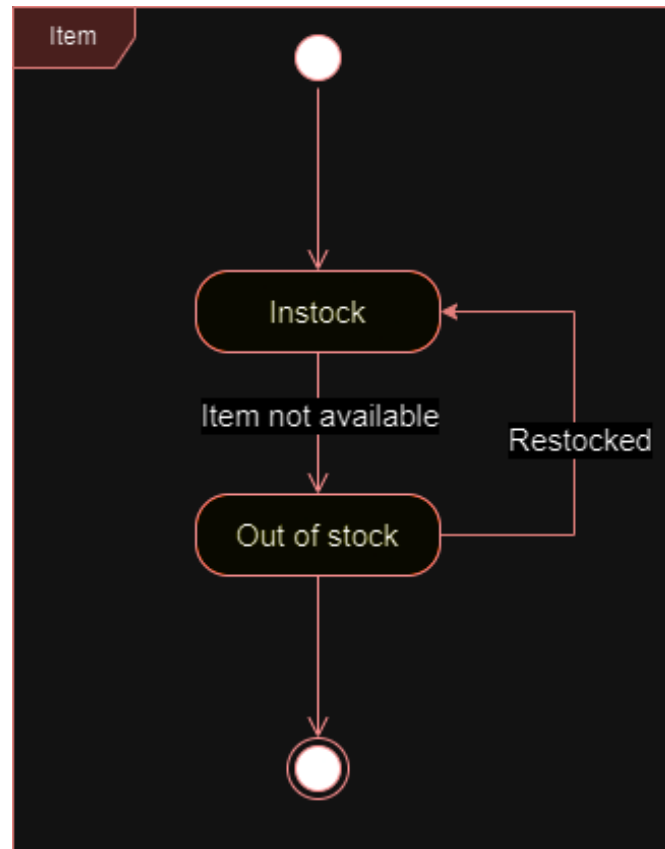 Item
Instock
Item not available
Restocked
Out of stock